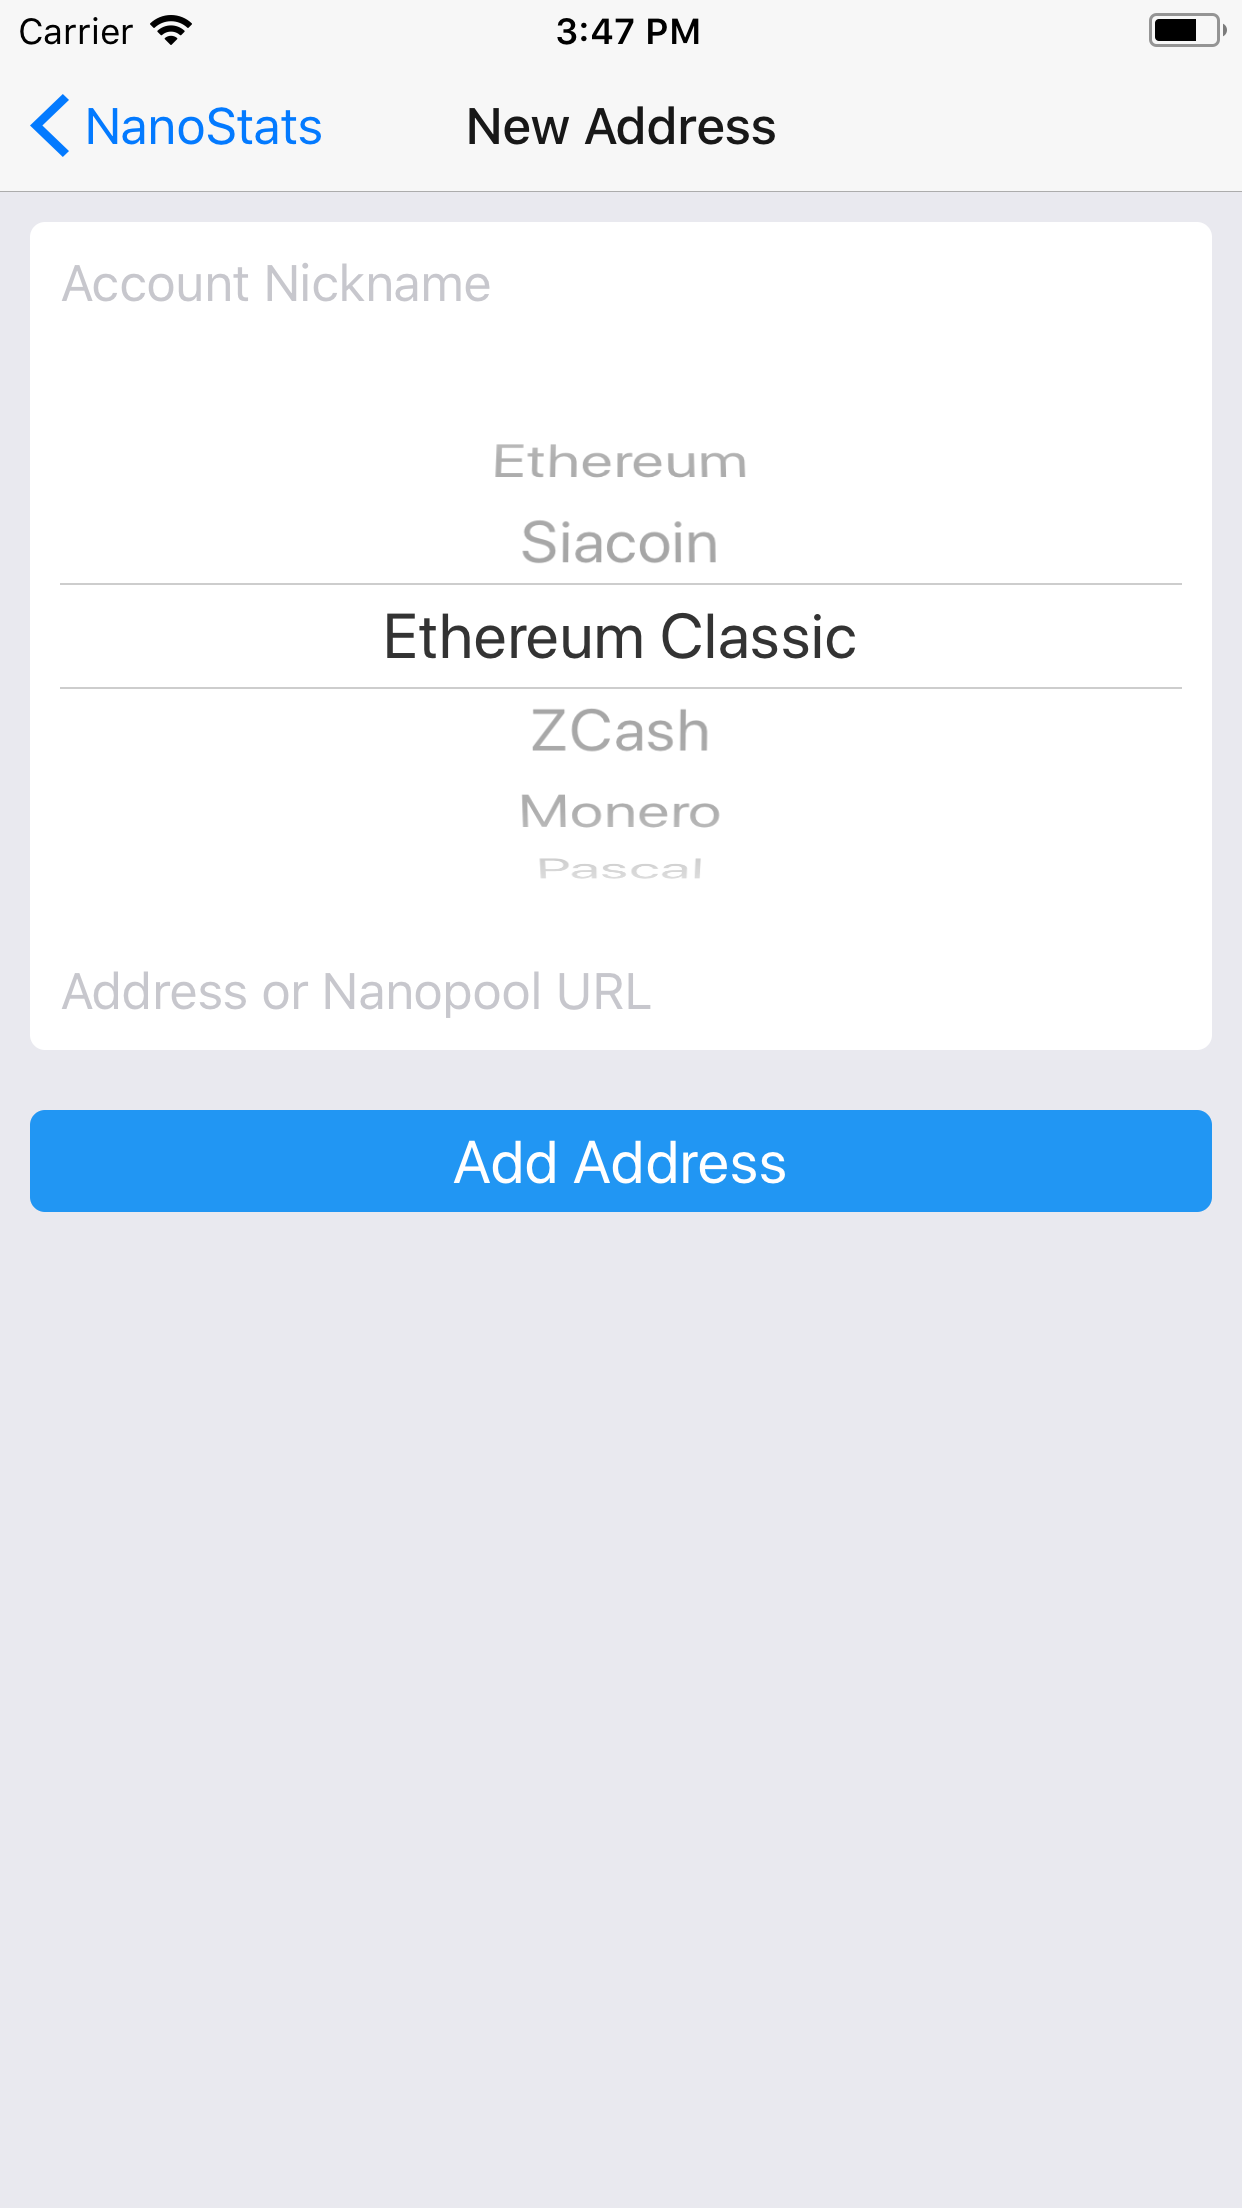 Carrier 3:47 PM
NanoStats New Address
Account Nickname
Ethereum
Siacoin
Ethereum Classic
ZCash
Monero
Pascal
Address or Nanopool URL
Add Address